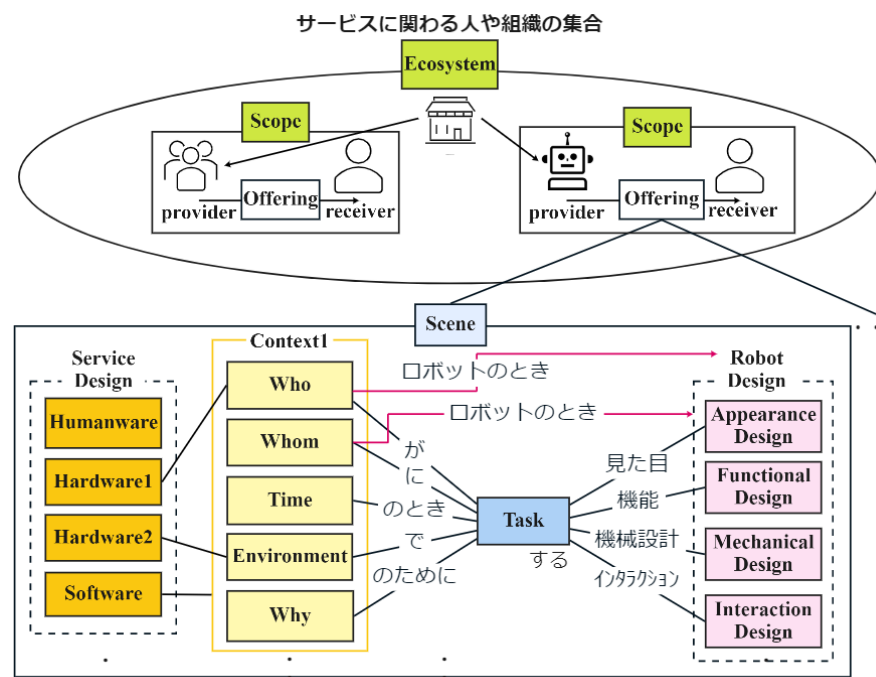 サービスに関わる人や組織の集合
Ecosystem
Scope
Scope
Offering
provider
receiver
Offering
provider
receiver
Scene
Service
Design
Humanware
Hardware1
Hardware2
Software
Context1
Who
Whom
Time
Environment
Why
ロボットのとき
ロボットのとき
が
に
のとき
で
のために
Task
する
見た目
機能
機械設計
ｲﾝﾀﾗｸｼｮﾝ
Robot
Design
Appearance
Design
Functional
Design
Mechanical
Design
Interaction
Design